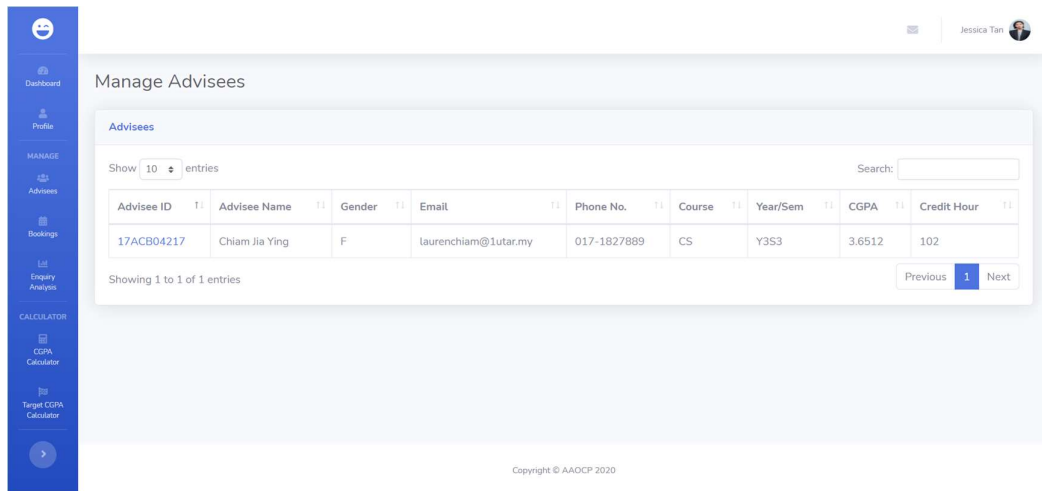 Jessica Tan
Dashboard
Profile
MANAGE
Advisees
Bookings
Enquiry
Analysis
CALCULATOR
CGPA
Calculator
Target CGPA
Calculator
Manage Advisees
Advisees
Show 10 entries
Search:
Advisee ID Advisee Name Gender Email Phone No. Course Year/Sem CGPA Credit Hour
17ACB04217 Chiam Jia Ying F laurenchiam@1utar.my 017-1827889 CS Y3S3 3.6512 102
Showing 1 to 1 of 1 entries
Previous 1 Next
Copyright © AAOCP 2020